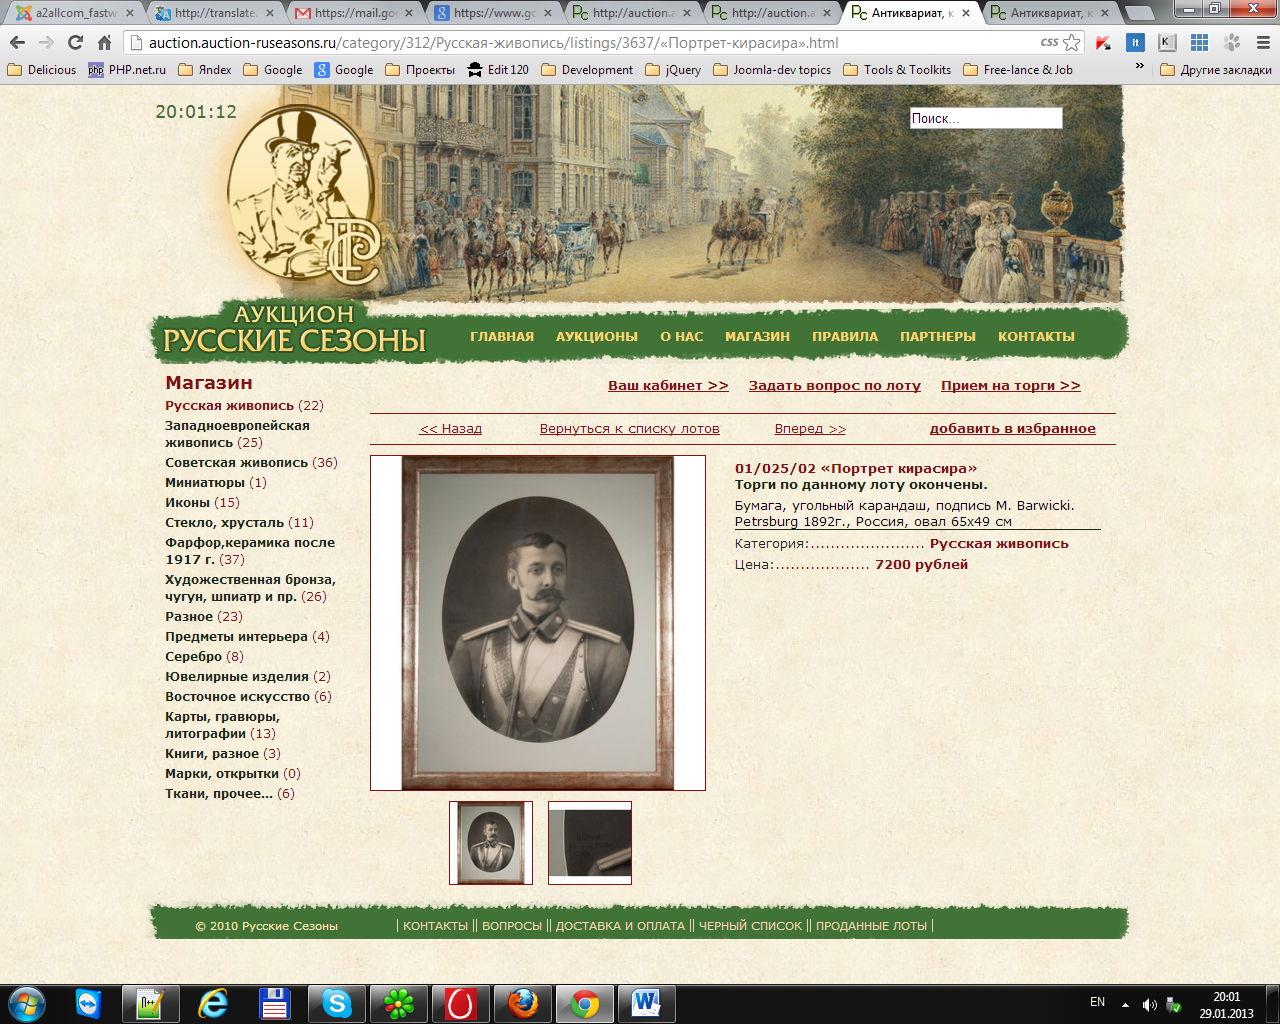 a2allcom_fastw
http://translate.
https://mail.goo
https://www.go
http://auction.a
http://auction.a
Антиквариат, к
Антиквариат, к
auction.auction-ruseasons.ru/category/312/Русская-живопись/listings/3637/«Портрет-кирасира».html
CSS
Delicious
PHP.net.ru
Яndex
Google
Google
Проекты
Edit 120
Development
jQuery
Joomla-dev topics
Tools & Toolkits
Free-lance & Job
»
Другие закладки
20:01:12
Поиск...
АУКЦИОН
РУССКИЕ СЕЗОНЫ
ГЛАВНАЯ АУКЦИОНЫ О НАС МАГАЗИН ПРАВИЛА ПАРТНЕРЫ КОНТАКТЫ
Магазин
Русская живопись (22)
Западноевропейская
живопись (25)
Советская живопись (36)
Миниатюры (1)
Иконы (15)
Стекло, хрусталь (11)
Фарфор,керамика после
1917 г. (37)
Художественная бронза,
чугун, шпиатр и пр. (26)
Разное (23)
Предметы интерьера (4)
Серебро (8)
Ювелирные изделия (2)
Восточное искусство (6)
Карты, гравюры,
литографии (13)
Книги, разное (3)
Марки, открытки (0)
Ткани, прочее... (6)
Ваш кабинет >> Задать вопрос по лоту Прием на торги >>
<< Назад Вернуться к списку лотов Вперед >> добавить в избранное
01/025/02 «Портрет кирасира»
Торги по данному лоту окончены.
Бумага, угольный карандаш, подпись M. Barwicki.
Petrsburg 1892г., Россия, овал 65х49 см
Категория:....................... Русская живопись
Цена:................... 7200 рублей
© 2010 Русские Сезоны
| КОНТАКТЫ || ВОПРОСЫ || ДОСТАВКА И ОПЛАТА || ЧЕРНЫЙ СПИСОК || ПРОДАННЫЕ ЛОТЫ |
EN
20:01
29.01.2013